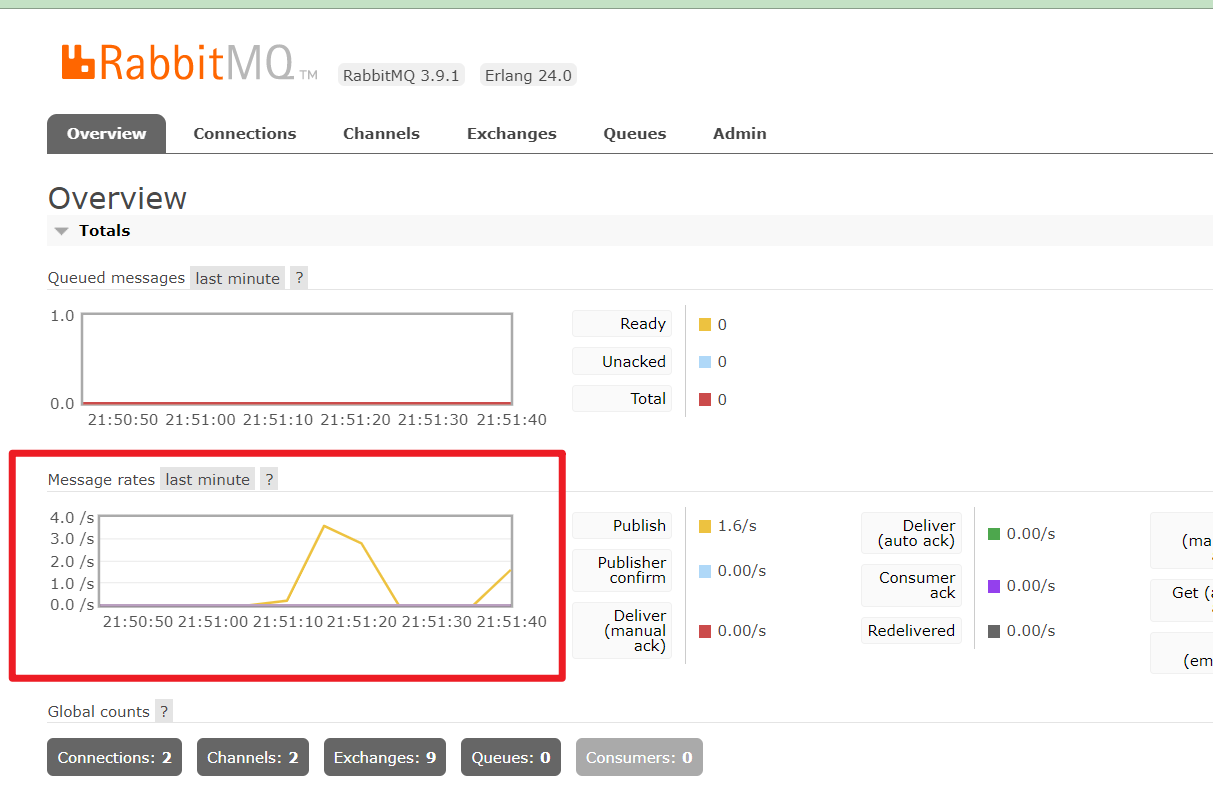 RabbitMQ TM RabbitMQ 3.9.1 Erlang 24.0
Overview Connections Channels Exchanges Queues Admin
Overview
Totals
Queued messages last minute ?
1.0
0.0
21:50:50 21:51:00 21:51:10 21:51:20 21:51:30 21:51:40
Ready 0
Unacked 0
Total 0
Message rates last minute ?
4.0 /s
3.0 /s
2.0 /s
1.0 /s
0.0 /s
21:50:50 21:51:00 21:51:10 21:51:20 21:51:30 21:51:40
Publish 1.6/s
Publisher
confirm 0.00/s
Deliver
(manual
ack) 0.00/s
Deliver
(auto ack) 0.00/s
Consumer
ack 0.00/s
Redelivered 0.00/s
(ma
Get (
(em
Global counts ?
Connections: 2 Channels: 2 Exchanges: 9 Queues: 0 Consumers: 0